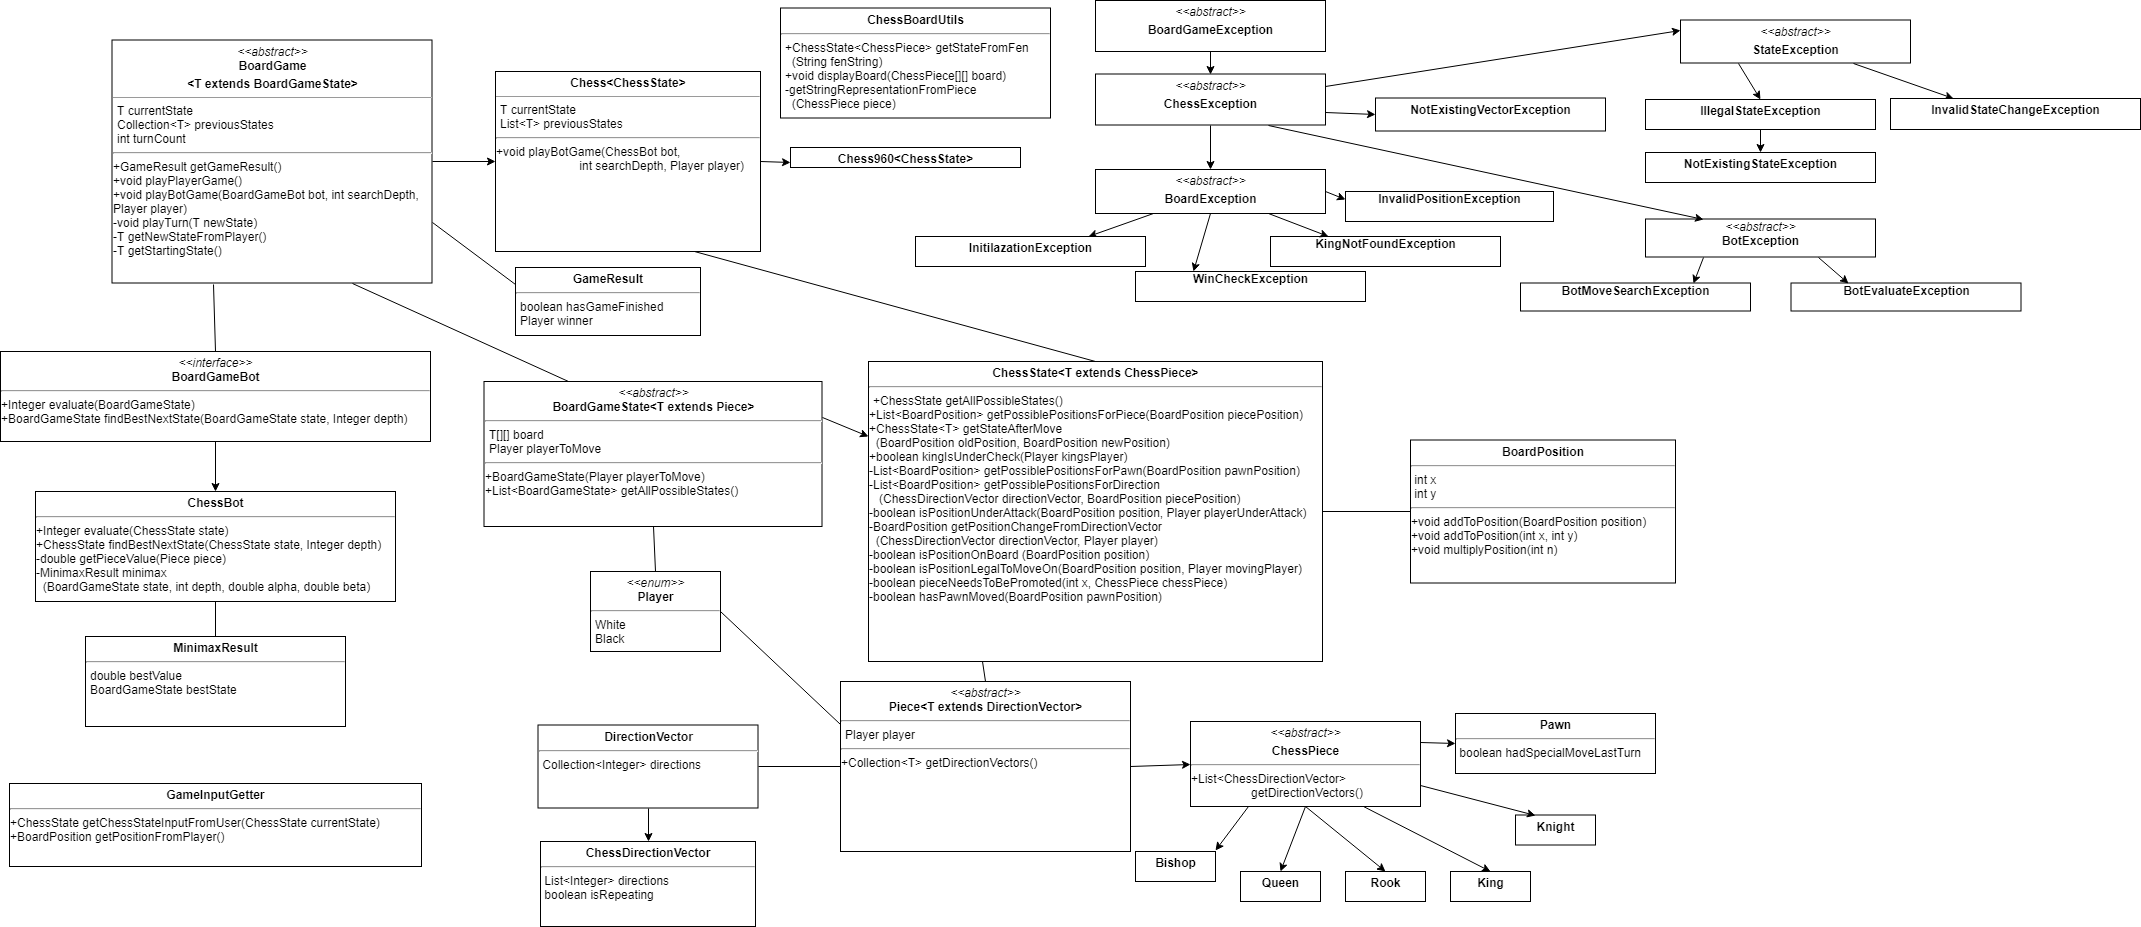 <<abstract>>
BoardGame
<T extends BoardGameState>
T currentState
Collection<T> previousStates
int turnCount
+GameResult getGameResult()
+void playPlayerGame()
+void playBotGame(BoardGameBot bot, int searchDepth,
Player player)
-void playTurn(T newState)
-T getNewStateFromPlayer()
-T getStartingState()
Chess<ChessState>
T currentState
List<T> previousStates
+void playBotGame(ChessBot bot,
int searchDepth, Player player)
ChessBoardUtils
+ChessState<ChessPiece> getStateFromFen
(String fenString)
+void displayBoard(ChessPiece[][] board)
-getStringRepresentationFromPiece
(ChessPiece piece)
Chess960<ChessState>
GameResult
boolean hasGameFinished
Player winner
<<abstract>>
BoardGameException
<<abstract>>
ChessException
NotExistingVectorException
<<abstract>>
StateException
IllegalStateException
InvalidStateChangeException
NotExistingStateException
<<abstract>>
BoardException
InvalidPositionException
InitilazationException
KingNotFoundException
WinCheckException
<<abstract>>
BotException
BotMoveSearchException
BotEvaluateException
<<interface>>
BoardGameBot
+Integer evaluate(BoardGameState)
+BoardGameState findBestNextState(BoardGameState state, Integer depth)
ChessBot
+Integer evaluate(ChessState state)
+ChessState findBestNextState(ChessState state, Integer depth)
-double getPieceValue(Piece piece)
-MinimaxResult minimax
(BoardGameState state, int depth, double alpha, double beta)
MinimaxResult
double bestValue
BoardGameState bestState
GameInputGetter
+ChessState getChessStateInputFromUser(ChessState currentState)
+BoardPosition getPositionFromPlayer()
<<abstract>>
BoardGameState<T extends Piece>
T[][] board
Player playerToMove
+BoardGameState(Player playerToMove)
+List<BoardGameState> getAllPossibleStates()
<<enum>>
Player
White
Black
ChessState<T extends ChessPiece>
+ChessState getAllPossibleStates()
+List<BoardPosition> getPossiblePositionsForPiece(BoardPosition piecePosition)
+ChessState<T> getStateAfterMove
(BoardPosition oldPosition, BoardPosition newPosition)
+boolean kingIsUnderCheck(Player kingsPlayer)
-List<BoardPosition> getPossiblePositionsForPawn(BoardPosition pawnPosition)
-List<BoardPosition> getPossiblePositionsForDirection
(ChessDirectionVector directionVector, BoardPosition piecePosition)
-boolean isPositionUnderAttack(BoardPosition position, Player playerUnderAttack)
-BoardPosition getPositionChangeFromDirectionVector
(ChessDirectionVector directionVector, Player player)
-boolean isPositionOnBoard (BoardPosition position)
-boolean isPositionLegalToMoveOn(BoardPosition position, Player movingPlayer)
-boolean pieceNeedsToBePromoted(int x, ChessPiece chessPiece)
-boolean hasPawnMoved(BoardPosition pawnPosition)
BoardPosition
int x
int y
+void addToPosition(BoardPosition position)
+void addToPosition(int x, int y)
+void multiplyPosition(int n)
DirectionVector
Collection<Integer> directions
ChessDirectionVector
List<Integer> directions
boolean isRepeating
<<abstract>>
Piece<T extends DirectionVector>
Player player
+Collection<T> getDirectionVectors()
<<abstract>>
ChessPiece
+List<ChessDirectionVector>
getDirectionVectors()
Pawn
boolean hadSpecialMoveLastTurn
Knight
Bishop
Queen
Rook
King